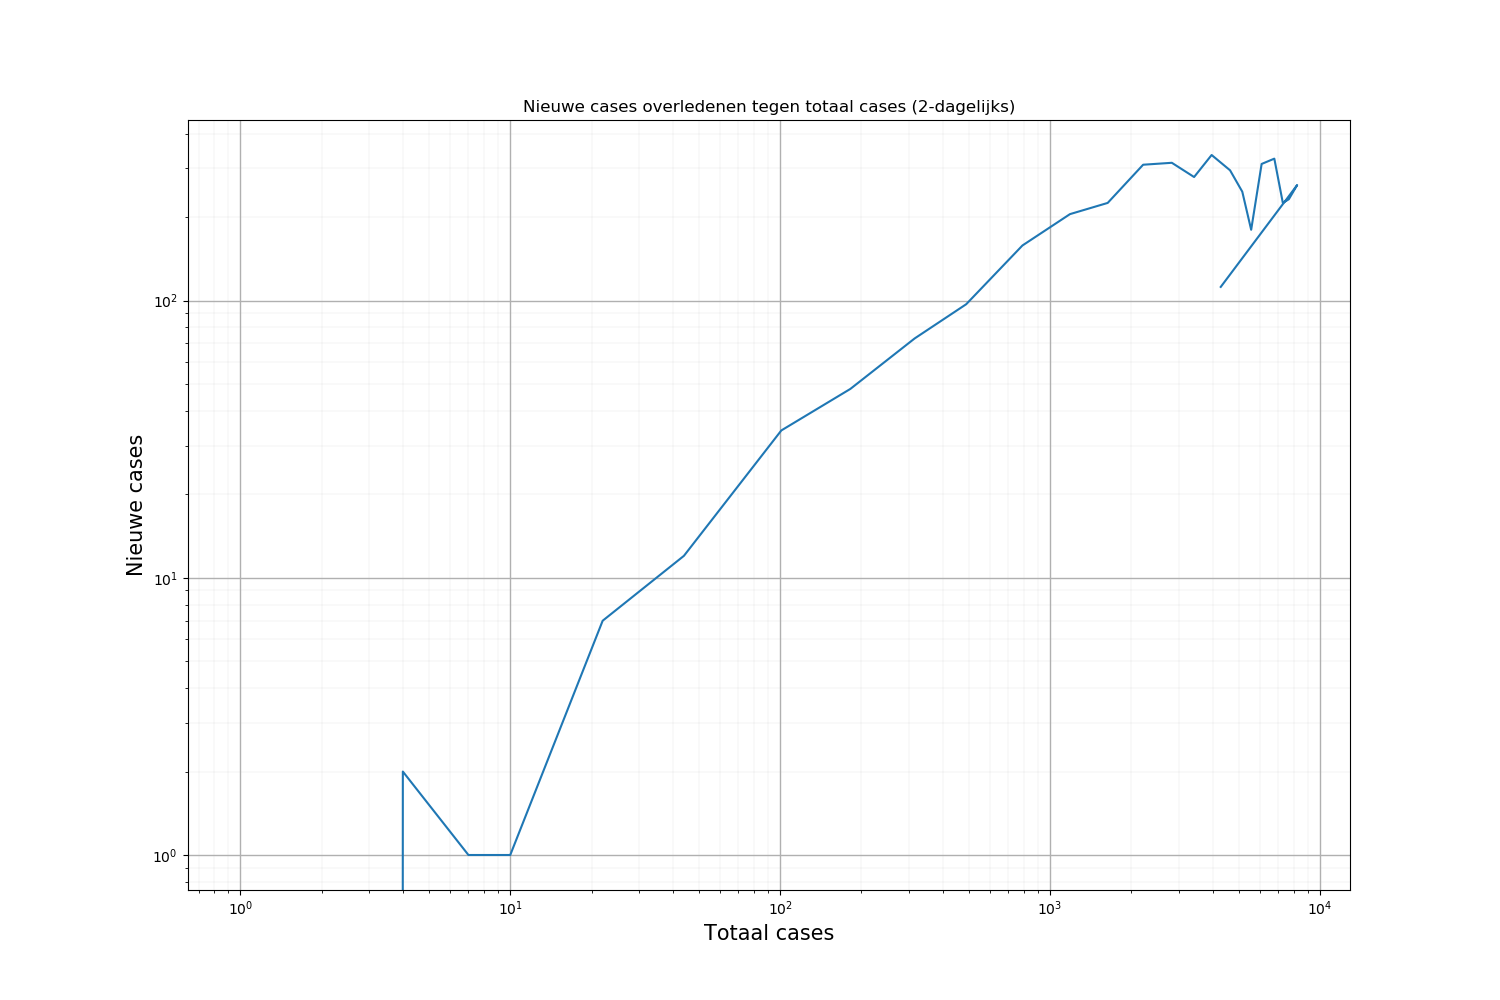 Nieuwe cases overledenen tegen totaal cases (2-dagelijks)
Nieuwe cases
10²
10¹
10⁰
10⁰ 10¹ 10² 10³ 10⁴
Totaal cases